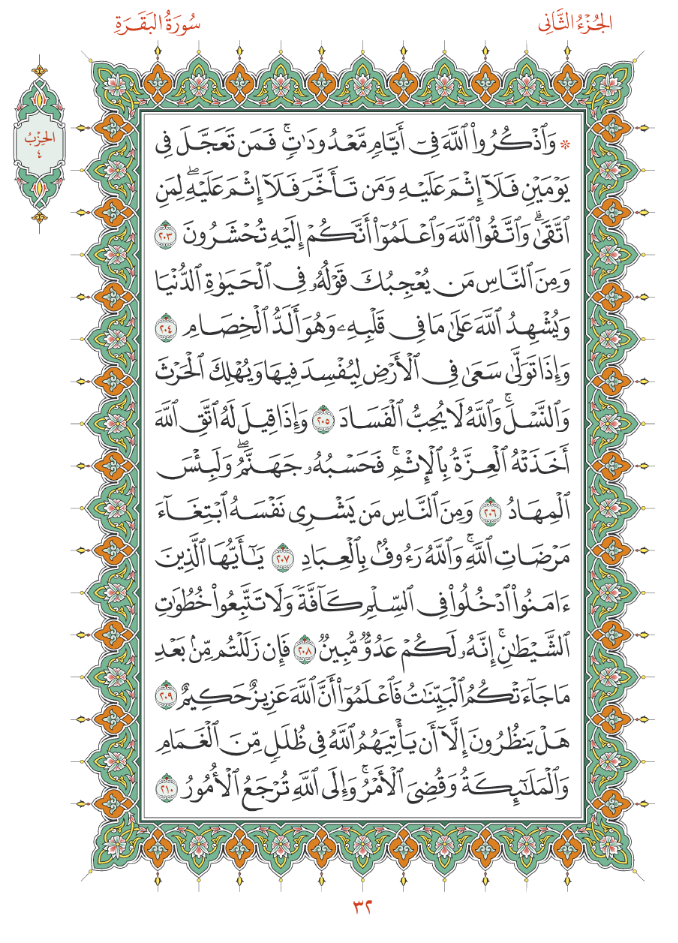 الجُزْءُ الثَّانِى
سُورَةُ البَقَرَةِ
الحِزْبُ
٤
۞ وَٱذْكُرُوا۟ ٱللَّهَ فِىٓ أَيَّامٍ مَّعْدُودَٰتٍ ۚ فَمَن تَعَجَّلَ فِى
يَوْمَيْنِ فَلَآ إِثْمَ عَلَيْهِ وَمَن تَأَخَّرَ فَلَآ إِثْمَ عَلَيْهِ ۖ لِمَنِ
ٱتَّقَىٰ ۗ وَٱتَّقُوا۟ ٱللَّهَ وَٱعْلَمُوٓا۟ أَنَّكُمْ إِلَيْهِ تُحْشَرُونَ ٢٠٣
وَمِنَ ٱلنَّاسِ مَن يُعْجِبُكَ قَوْلُهُۥ فِى ٱلْحَيَوٰةِ ٱلدُّنْيَا
وَيُشْهِدُ ٱللَّهَ عَلَىٰ مَا فِى قَلْبِهِۦ وَهُوَ أَلَدُّ ٱلْخِصَامِ ٢٠٤
وَإِذَا تَوَلَّىٰ سَعَىٰ فِى ٱلْأَرْضِ لِيُفْسِدَ فِيهَا وَيُهْلِكَ ٱلْحَرْثَ
وَٱلنَّسْلَ ۗ وَٱللَّهُ لَا يُحِبُّ ٱلْفَسَادَ ٢٠٥ وَإِذَا قِيلَ لَهُ ٱتَّقِ ٱللَّهَ
أَخَذَتْهُ ٱلْعِزَّةُ بِٱلْإِثْمِ ۚ فَحَسْبُهُۥ جَهَنَّمُ ۖ وَلَبِئْسَ
ٱلْمِهَادُ ٢٠٦ وَمِنَ ٱلنَّاسِ مَن يَشْرِى نَفْسَهُ ٱبْتِغَآءَ
مَرْضَاتِ ٱللَّهِ ۗ وَٱللَّهُ رَءُوفٌۢ بِٱلْعِبَادِ ٢٠٧ يَٰٓأَيُّهَا ٱلَّذِينَ
ءَامَنُوا۟ ٱدْخُلُوا۟ فِى ٱلسِّلْمِ كَآفَّةً وَلَا تَتَّبِعُوا۟ خُطُوَٰتِ
ٱلشَّيْطَٰنِ ۚ إِنَّهُۥ لَكُمْ عَدُوٌّ مُّبِينٌ ٢٠٨ فَإِن زَلَلْتُم مِّنۢ بَعْدِ
مَا جَآءَتْكُمُ ٱلْبَيِّنَٰتُ فَٱعْلَمُوٓا۟ أَنَّ ٱللَّهَ عَزِيزٌ حَكِيمٌ ٢٠٩
هَلْ يَنظُرُونَ إِلَّآ أَن يَأْتِيَهُمُ ٱللَّهُ فِى ظُلَلٍ مِّنَ ٱلْغَمَامِ
وَٱلْمَلَٰٓئِكَةُ وَقُضِىَ ٱلْأَمْرُ ۚ وَإِلَى ٱللَّهِ تُرْجَعُ ٱلْأُمُورُ ٢١٠
٣٢